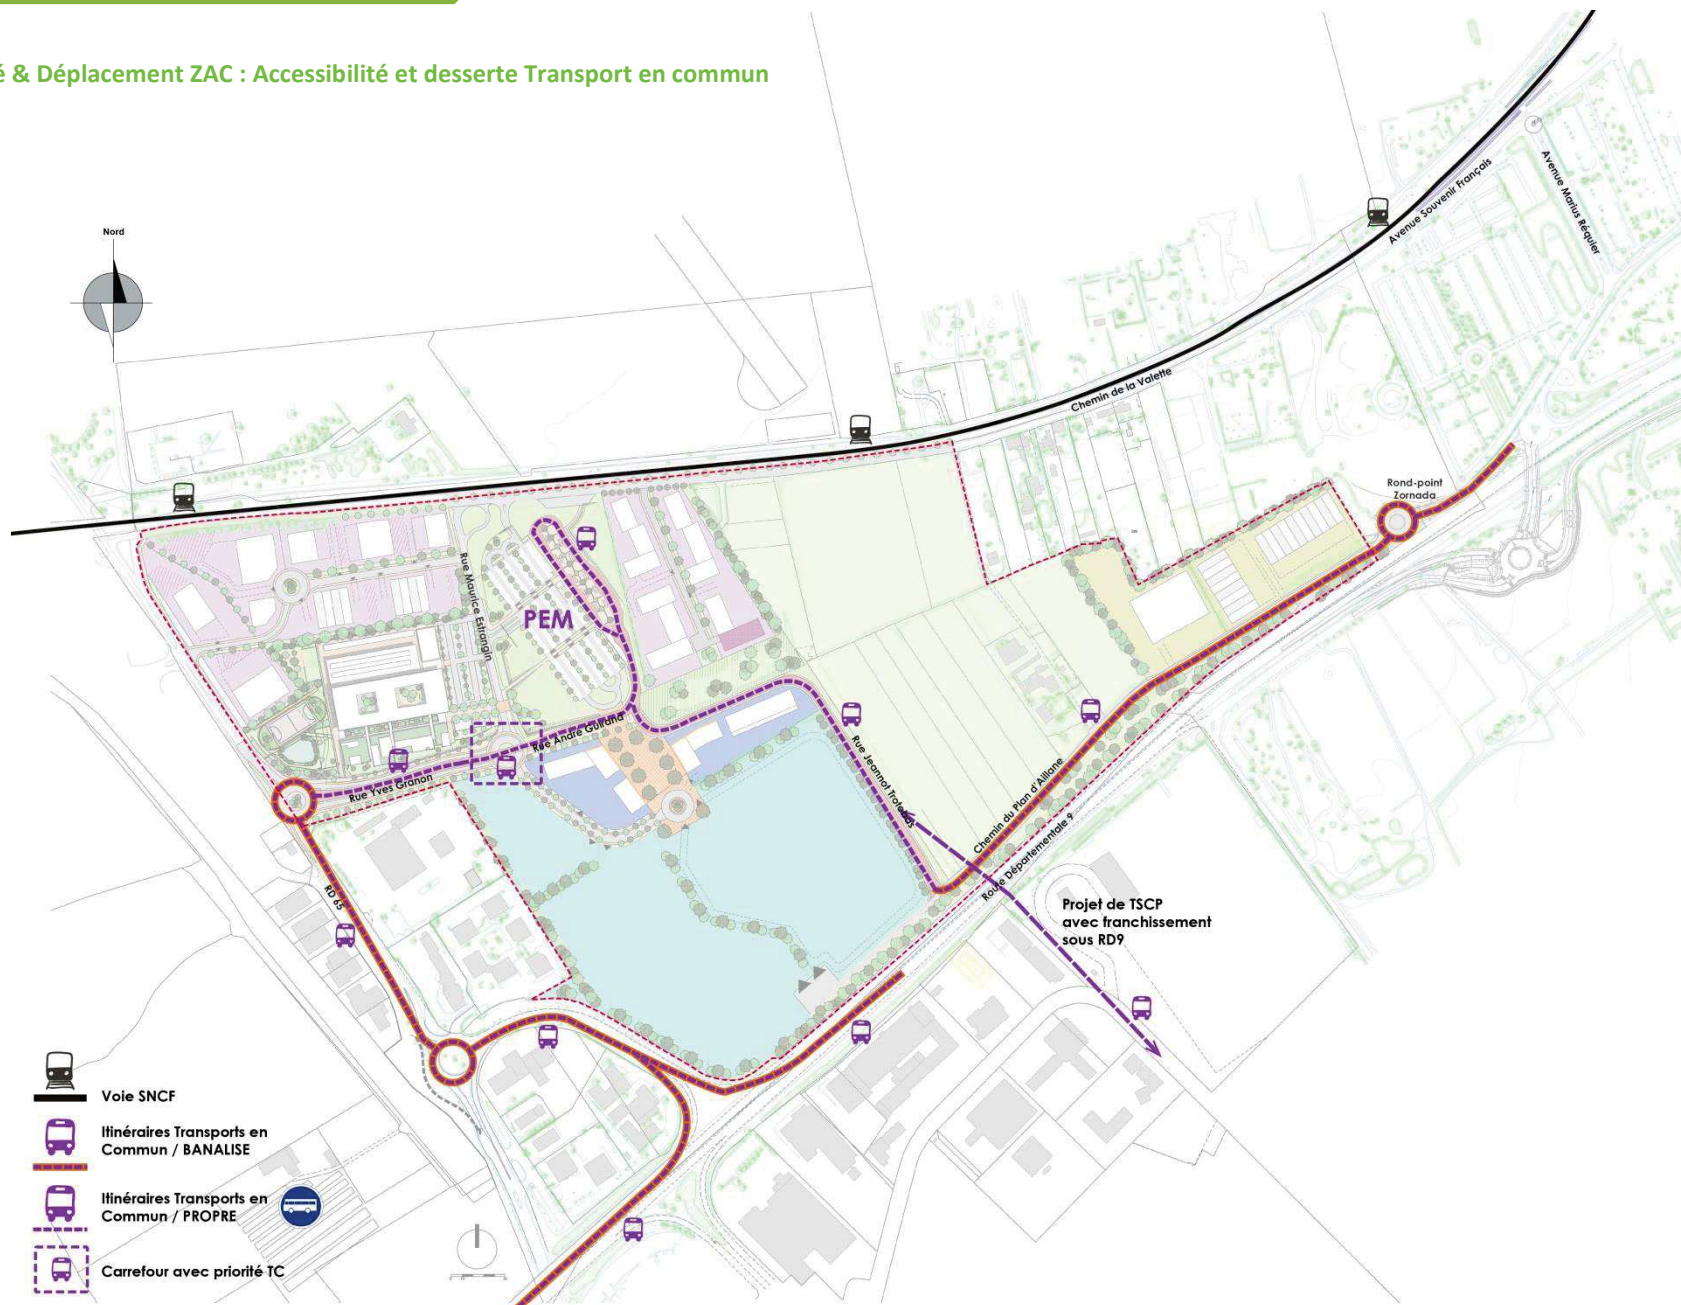 é & Déplacement ZAC : Accessibilité et desserte Transport en commun
Nord
Avenue Souvenir Français
Avenue Marius Réquier
Chemin de la Valette
Rond-point
Zornada
Rue Maurice Estrangin
PEM
Rue André Guirand
Rue Yves Granon
Rue Jeannot Trotobas
Chemin du Plan d'Aillane
Route Départementale 9
RD 65
Projet de TSCP
avec franchissement
sous RD9
Voie SNCF
Itinéraires Transports en
Commun / BANALISE
Itinéraires Transports en
Commun / PROPRE
Carrefour avec priorité TC